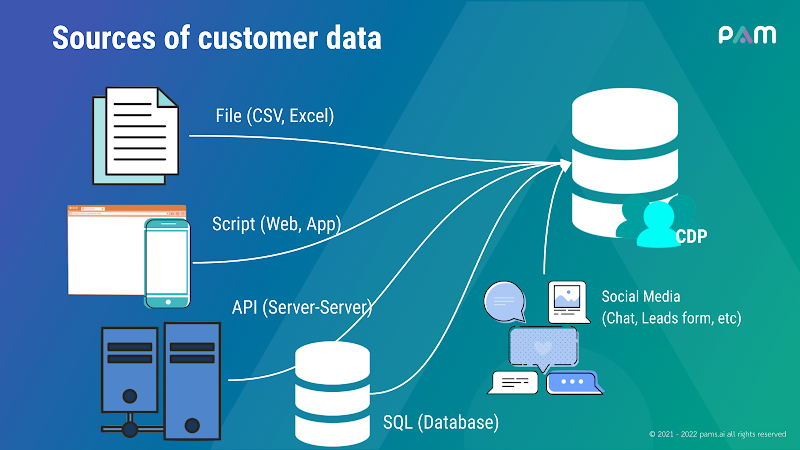 Sources of customer data
PAM
File (CSV, Excel)
Script (Web, App)
CDP
API (Server-Server)
Social Media
(Chat, Leads form, etc)
SQL (Database)
© 2021 - 2022 pams.ai all rights reserved